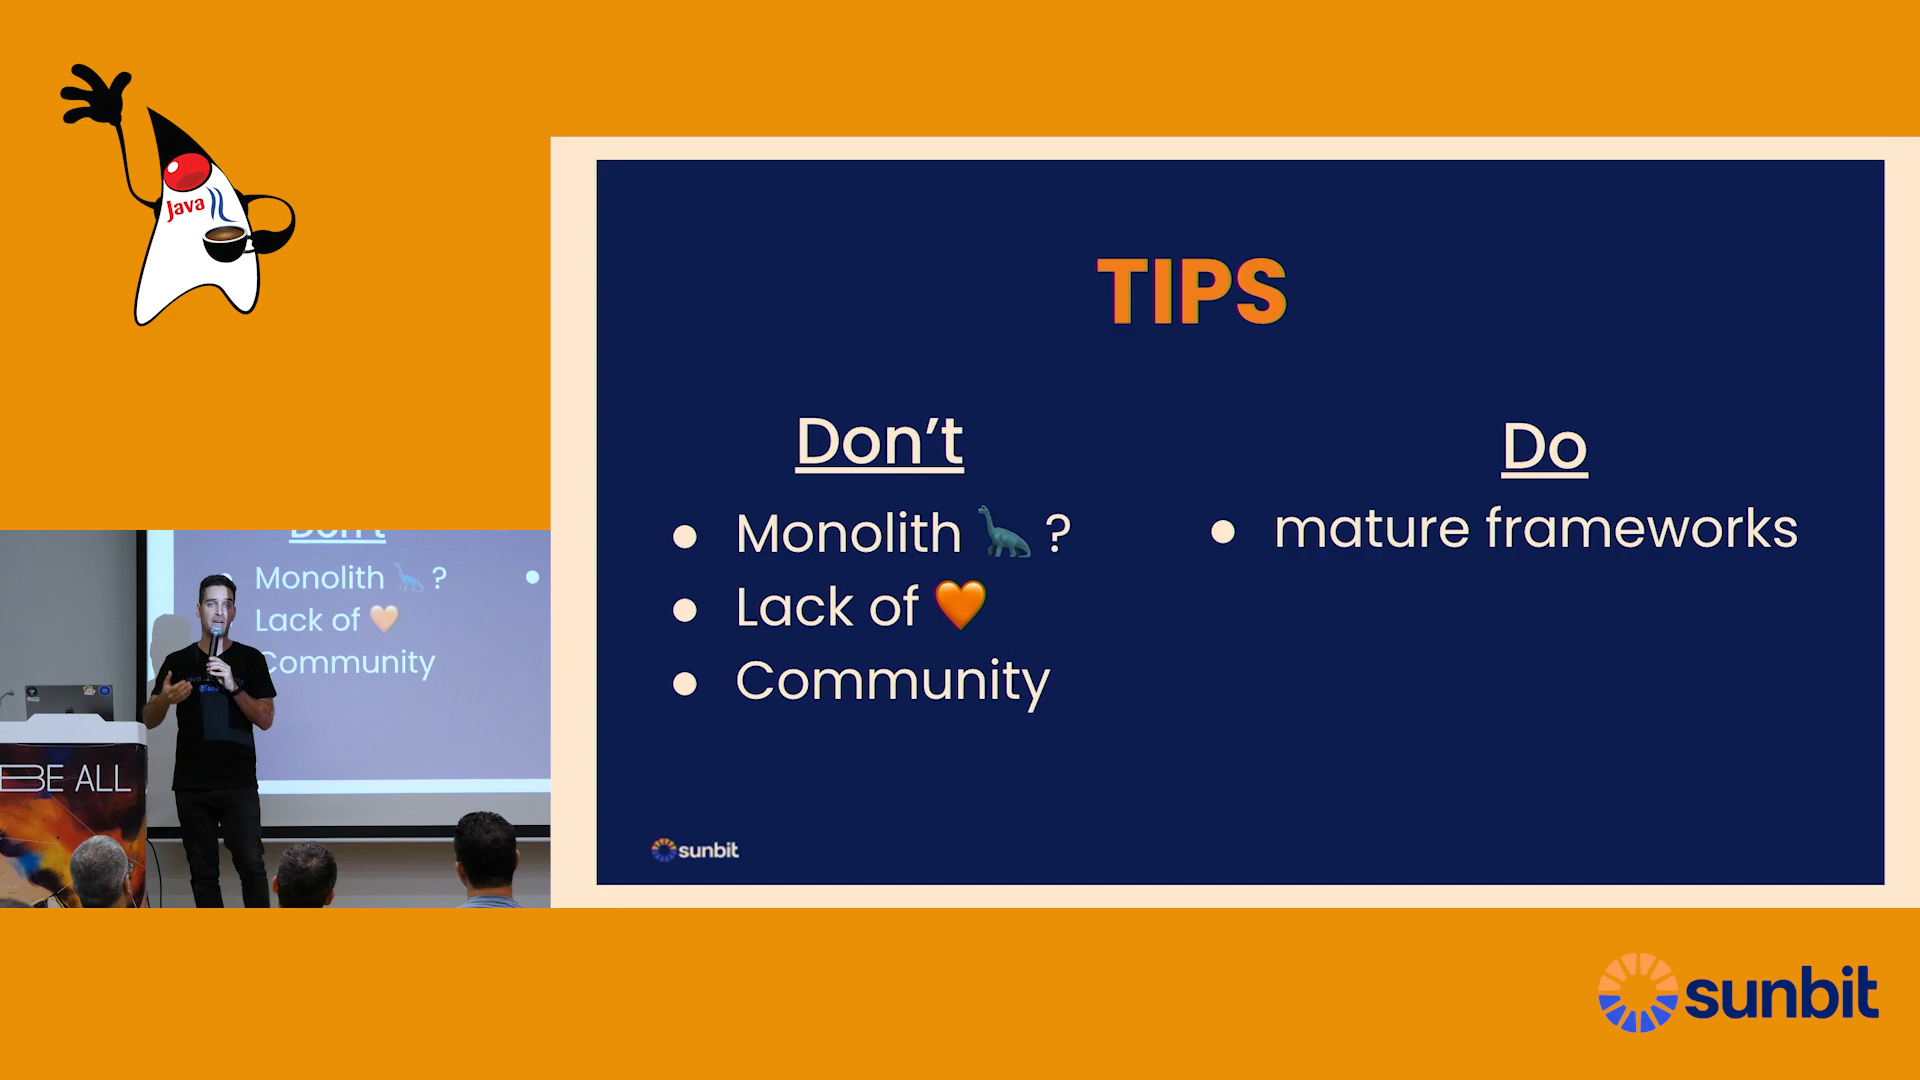 Java
TIPS
Don't
Monolith 🦕 ?
Lack of 🧡
Community
Do
mature frameworks
sunbit
Don't
Monolith 🦕 ?
Lack of 🧡
Community
BE ALL
sunbit